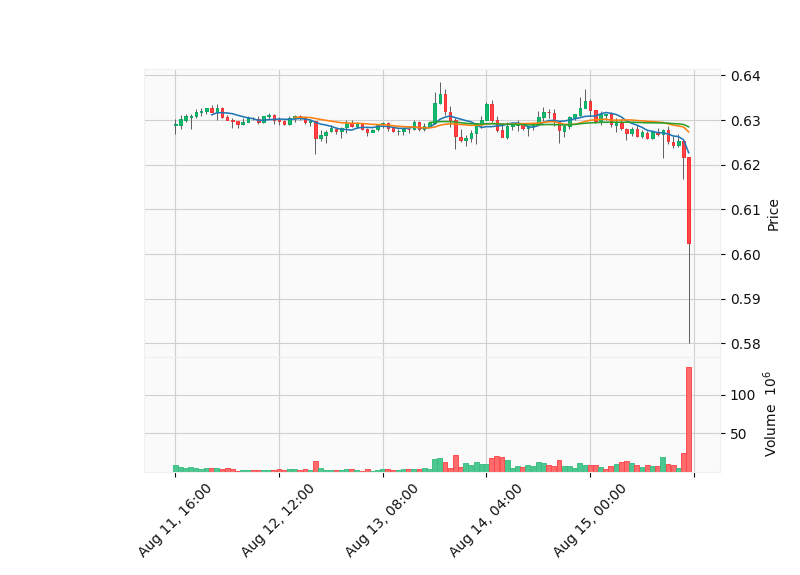 0.64
0.63
0.62
0.61
0.60
0.59
0.58
Price
100
50
Volume 10⁶
Aug 11, 16:00
Aug 12, 12:00
Aug 13, 08:00
Aug 14, 04:00
Aug 15, 00:00